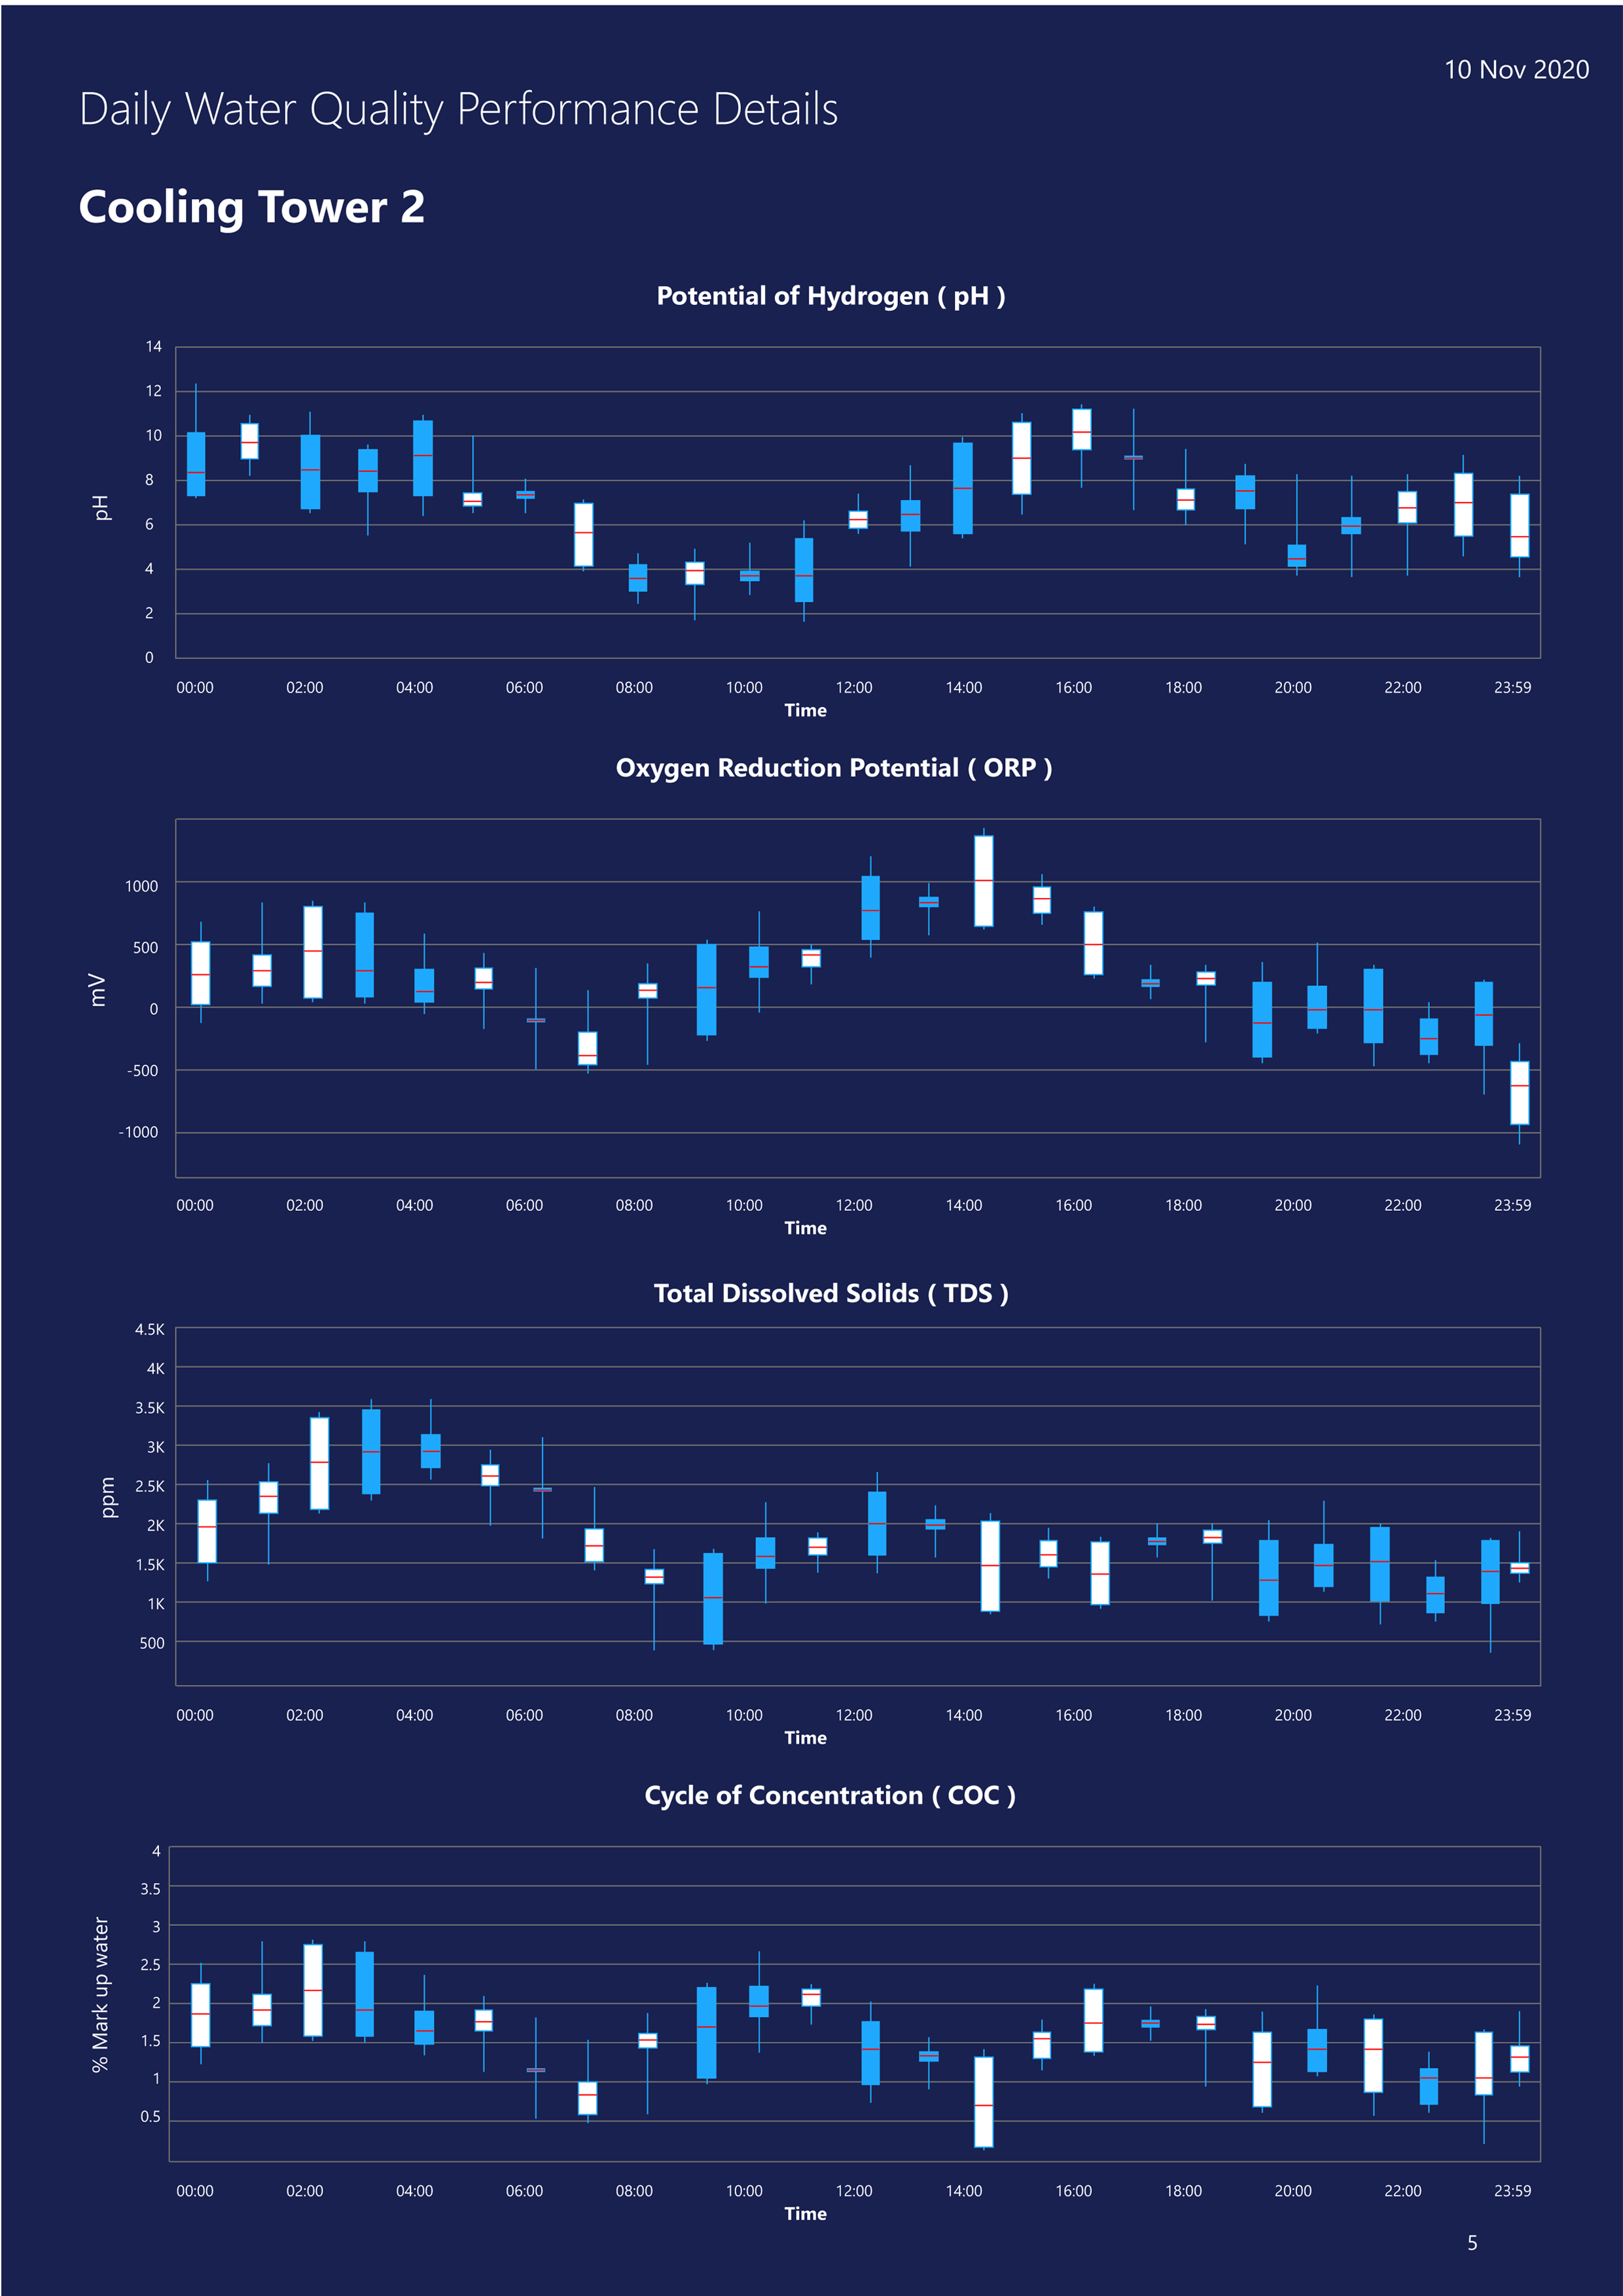 10 Nov 2020
Daily Water Quality Performance Details
Cooling Tower 2
Potential of Hydrogen ( pH )
14
12
10
8
6
4
2
0
pH
00:00 02:00 04:00 06:00 08:00 10:00 12:00 14:00 16:00 18:00 20:00 22:00 23:59
Time
Oxygen Reduction Potential ( ORP )
1000
500
0
-500
-1000
mV
00:00 02:00 04:00 06:00 08:00 10:00 12:00 14:00 16:00 18:00 20:00 22:00 23:59
Time
Total Dissolved Solids ( TDS )
4.5K
4K
3.5K
3K
2.5K
2K
1.5K
1K
500
ppm
00:00 02:00 04:00 06:00 08:00 10:00 12:00 14:00 16:00 18:00 20:00 22:00 23:59
Time
Cycle of Concentration ( COC )
4
3.5
3
2.5
2
1.5
1
0.5
% Mark up water
00:00 02:00 04:00 06:00 08:00 10:00 12:00 14:00 16:00 18:00 20:00 22:00 23:59
Time
5